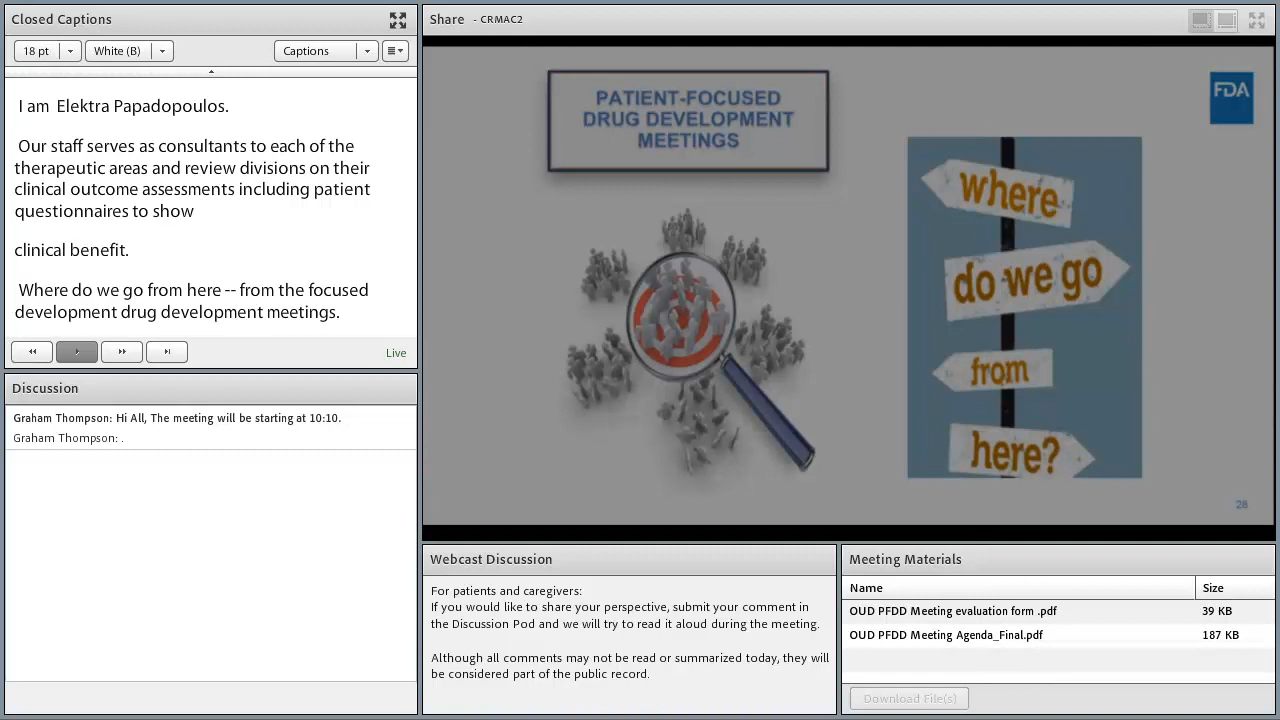 Closed Captions
18 pt
White (B)
Captions
I am Elektra Papadopoulos.
Our staff serves as consultants to each of the
therapeutic areas and review divisions on their
clinical outcome assessments including patient
questionnaires to show
clinical benefit.
Where do we go from here -- from the focused
development drug development meetings.
Live
Discussion
Graham Thompson: Hi All, The meeting will be starting at 10:10.
Graham Thompson: .
Share - CRMAC2
PATIENT-FOCUSED
DRUG DEVELOPMENT
MEETINGS
FDA
where
do we go
from
here?
28
Webcast Discussion
For patients and caregivers:
If you would like to share your perspective, submit your comment in
the Discussion Pod and we will try to read it aloud during the meeting.
Although all comments may not be read or summarized today, they will
be considered part of the public record.
Meeting Materials
Name Size
OUD PFDD Meeting evaluation form .pdf 39 KB
OUD PFDD Meeting Agenda_Final.pdf 187 KB
Download File(s)